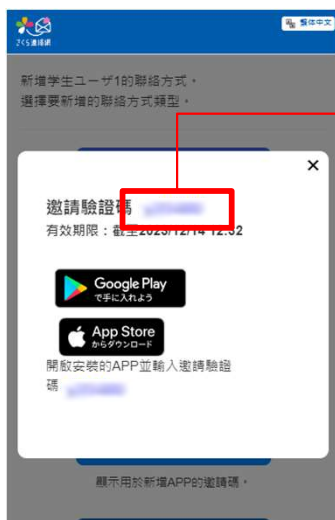 さくら連絡網
繁体中文
新增学生ユーザ1的聯絡方式。
選擇要新增的聯絡方式類型。
×
邀請驗證碼
有效期限：截至2023/12/14 12:32
Google Play
で手に入れよう
App Store
からダウンロード
開啟安裝的APP並輸入邀請驗證
碼
顯示用於新增APP的邀請碼。